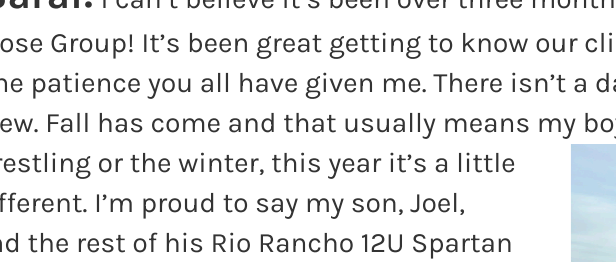 I can't believe it's been over three month
ose Group! It's been great getting to know our cli
he patience you all have given me. There isn't a da
ew. Fall has come and that usually means my boy
restling or the winter, this year it's a little
fferent. I'm proud to say my son, Joel,
nd the rest of his Rio Rancho 12U Spartan